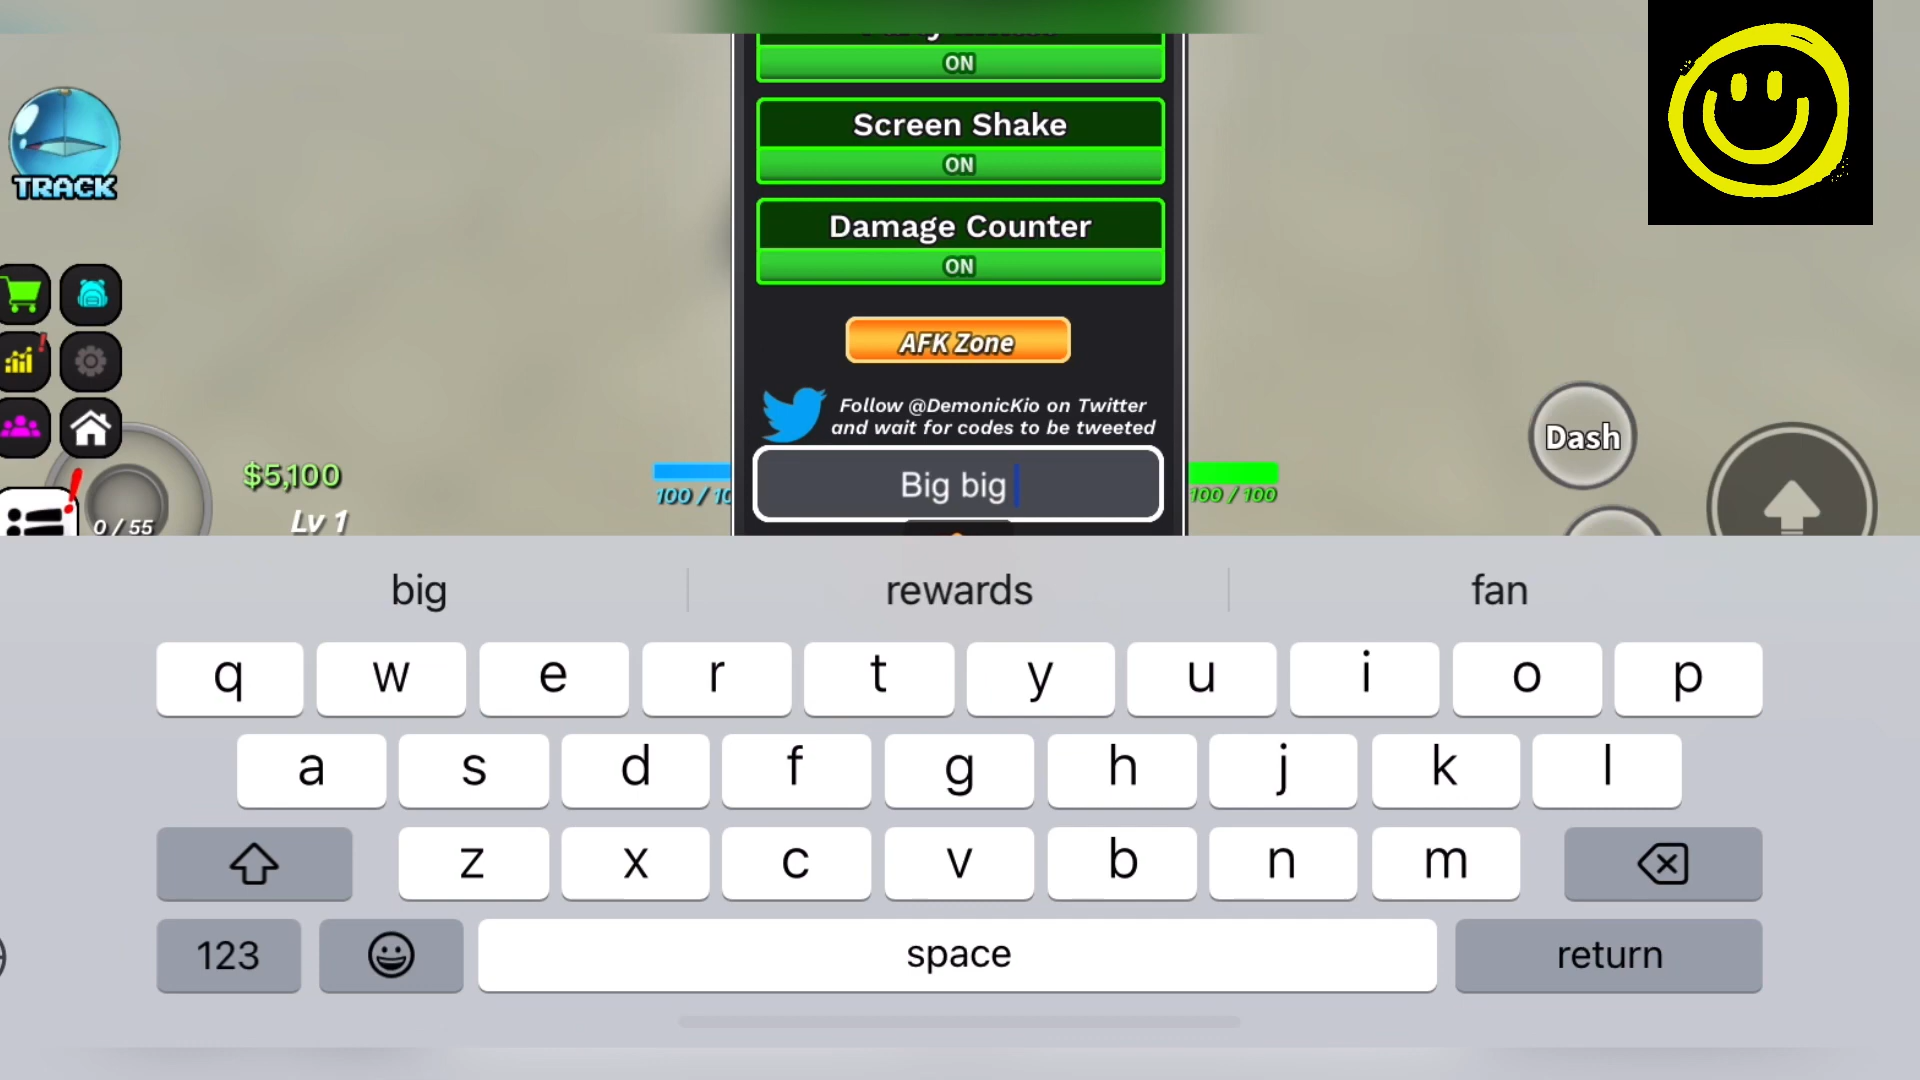 ON
Screen Shake
ON
Damage Counter
ON
TRACK
AFK Zone
Follow @DemonicKio on Twitter
and wait for codes to be tweeted
Big big
$5,100
Lv 1
0 / 55
100 / 10
100 / 100
Dash
big rewards fan
q w e r t y u i o p
a s d f g h j k l
z x c v b n m
123 space return